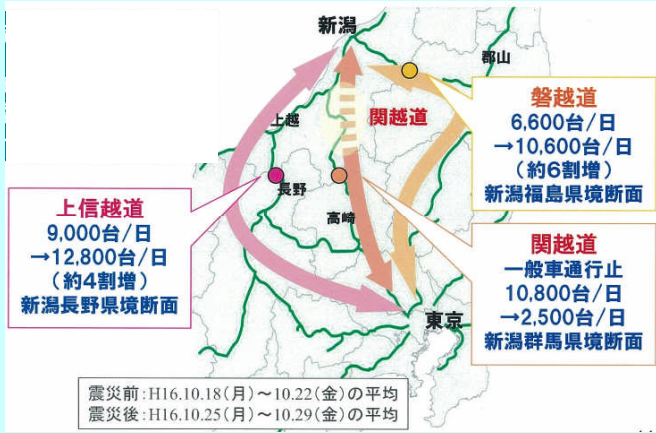 新潟
郡山
関越道
上越
長野
高崎
東京
磐越道
6,600台/日
→10,600台/日
（約6割増）
新潟福島県境断面
上信越道
9,000台/日
→12,800台/日
（約4割増）
新潟長野県境断面
関越道
一般車通行止
10,800台/日
→2,500台/日
新潟群馬県境断面
震災前:H16.10.18(月)～10.22(金)の平均
震災後:H16.10.25(月)～10.29(金)の平均